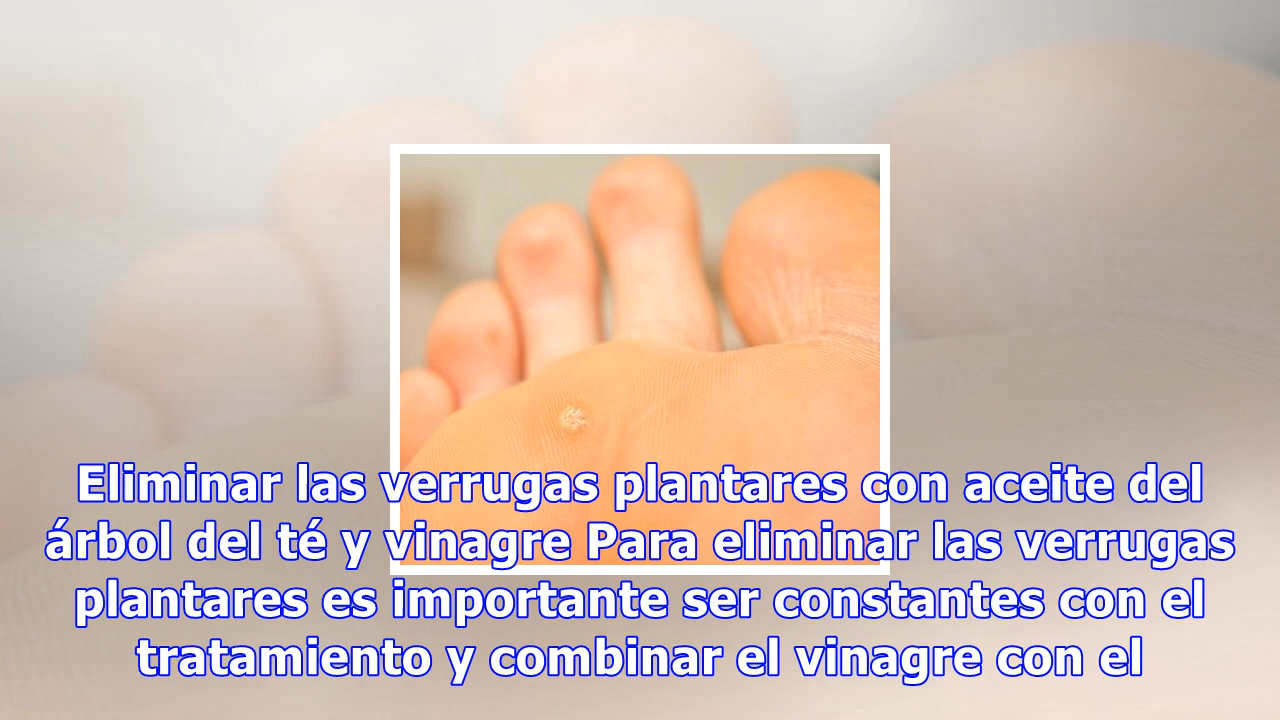 Eliminar las verrugas plantares con aceite del
árbol del té y vinagre Para eliminar las verrugas
plantares es importante ser constantes con el
tratamiento y combinar el vinagre con el